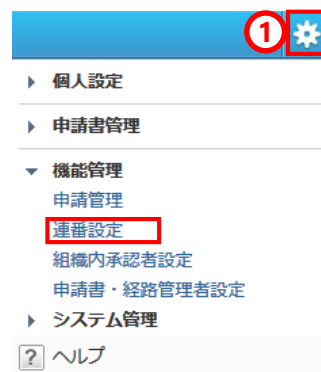 1
個人設定
申請書管理
機能管理
申請管理
連番設定
組織内承認者設定
申請書・経路管理者設定
システム管理
? ヘルプ